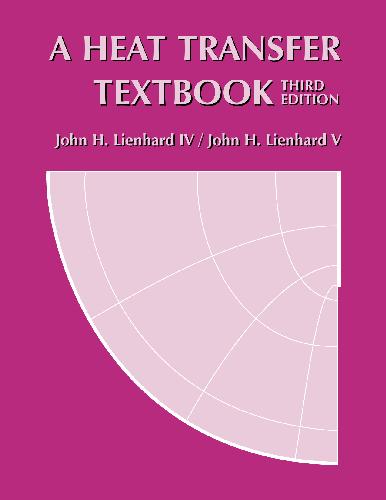 A HEAT TRANSFER
TEXTBOOK THIRD EDITION
John H. Lienhard IV / John H. Lienhard V